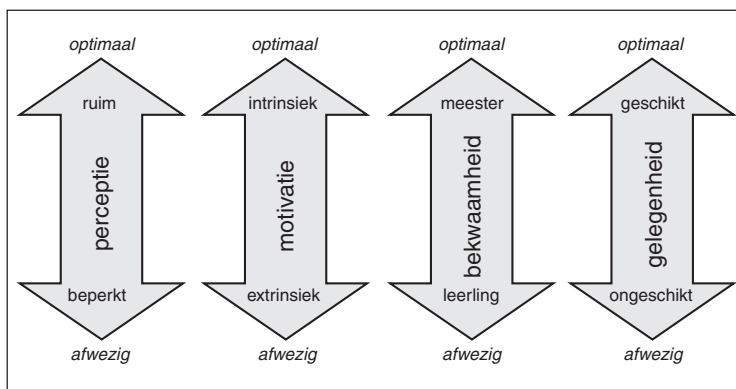 optimaal optimaal optimaal optimaal
ruim intrinsiek meester geschikt
perceptie motivatie bekwaamheid gelegenheid
beperkt extrinsiek leerling ongeschikt
afwezig afwezig afwezig afwezig